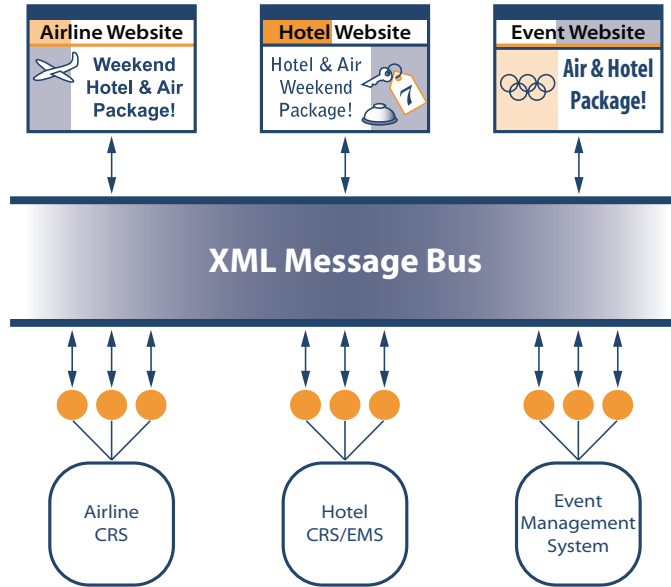 Airline Website
Weekend
Hotel & Air
Package!
Hotel Website
Hotel & Air
Weekend
Package!
7
Event Website
Air & Hotel
Package!
XML Message Bus
Airline
CRS
Hotel
CRS/EMS
Event
Management
System